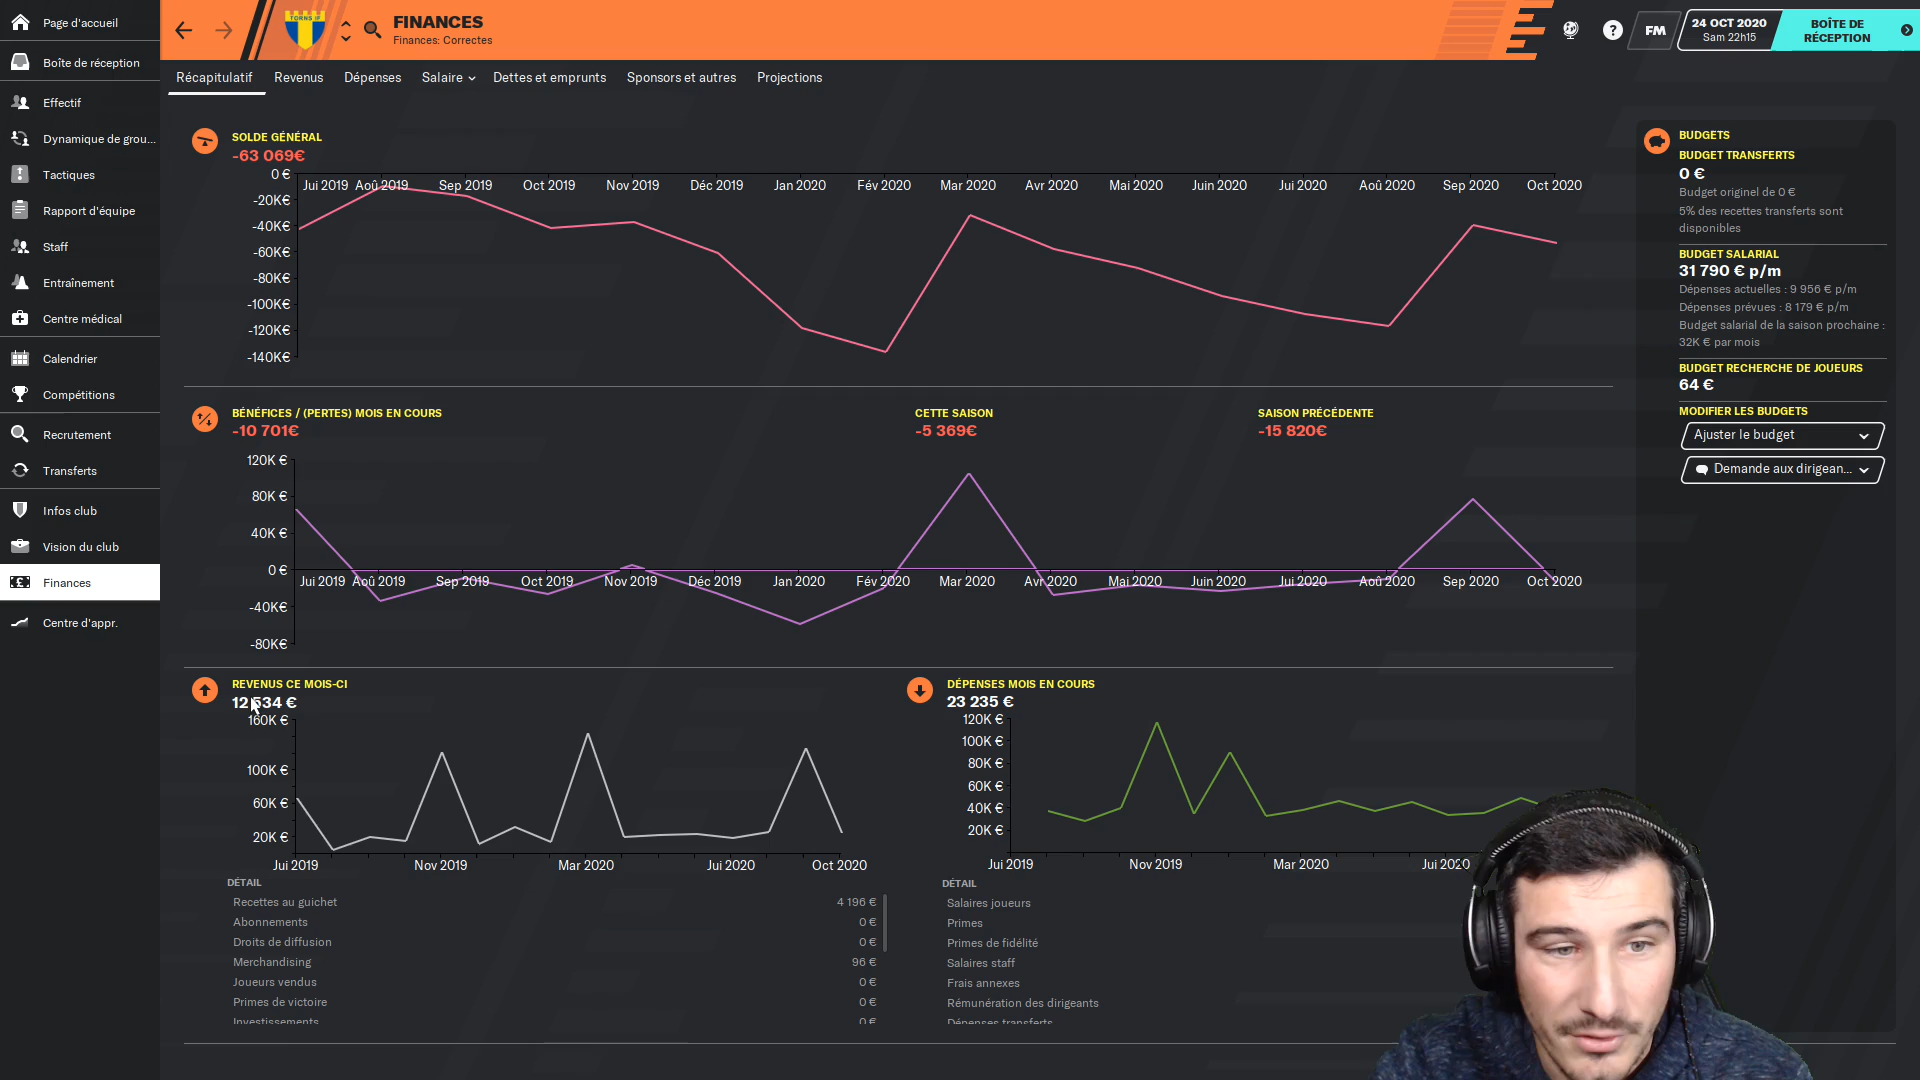 Page d'accueil
Boîte de réception
Effectif
Dynamique de grou...
Tactiques
Rapport d'équipe
Staff
Entraînement
Centre médical
Calendrier
Compétitions
Recrutement
Transferts
Infos club
Vision du club
Finances
Centre d'appr.
TORNS IF
FINANCES
Finances: Correctes
?
FM
24 OCT 2020
Sam 22h15
BOÎTE DE
RÉCEPTION
Récapitulatif Revenus Dépenses Salaire Dettes et emprunts Sponsors et autres Projections
SOLDE GÉNÉRAL
-63 069€
0 €
-20K€
-40K€
-60K€
-80K€
-100K€
-120K€
-140K€
Jui 2019 Aoû 2019 Sep 2019 Oct 2019 Nov 2019 Déc 2019 Jan 2020 Fév 2020 Mar 2020 Avr 2020 Mai 2020 Juin 2020 Jui 2020 Aoû 2020 Sep 2020 Oct 2020
BÉNÉFICES / (PERTES) MOIS EN COURS
-10 701€
CETTE SAISON
-5 369€
SAISON PRÉCÉDENTE
-15 820€
120K €
80K €
40K €
0 €
-40K€
-80K€
Jui 2019 Aoû 2019 Sep 2019 Oct 2019 Nov 2019 Déc 2019 Jan 2020 Fév 2020 Mar 2020 Avr 2020 Mai 2020 Juin 2020 Jui 2020 Aoû 2020 Sep 2020 Oct 2020
REVENUS CE MOIS-CI
12 534 €
160K €
100K €
60K €
20K €
Jui 2019 Nov 2019 Mar 2020 Jui 2020 Oct 2020
DÉTAIL
Recettes au guichet 4 196 €
Abonnements 0 €
Droits de diffusion 0 €
Merchandising 96 €
Joueurs vendus 0 €
Primes de victoire 0 €
Investissements 0 €
DÉPENSES MOIS EN COURS
23 235 €
120K €
100K €
80K €
60K €
40K €
20K €
Jui 2019 Nov 2019 Mar 2020 Jui 2020
DÉTAIL
Salaires joueurs
Primes
Primes de fidélité
Salaires staff
Frais annexes
Rémunération des dirigeants
Dépenses transferts
BUDGETS
BUDGET TRANSFERTS
0 €
Budget originel de 0 €
5% des recettes transferts sont
disponibles
BUDGET SALARIAL
31 790 € p/m
Dépenses actuelles : 9 956 € p/m
Dépenses prévues : 8 179 € p/m
Budget salarial de la saison prochaine :
32K € par mois
BUDGET RECHERCHE DE JOUEURS
64 €
MODIFIER LES BUDGETS
Ajuster le budget
Demande aux dirigean...